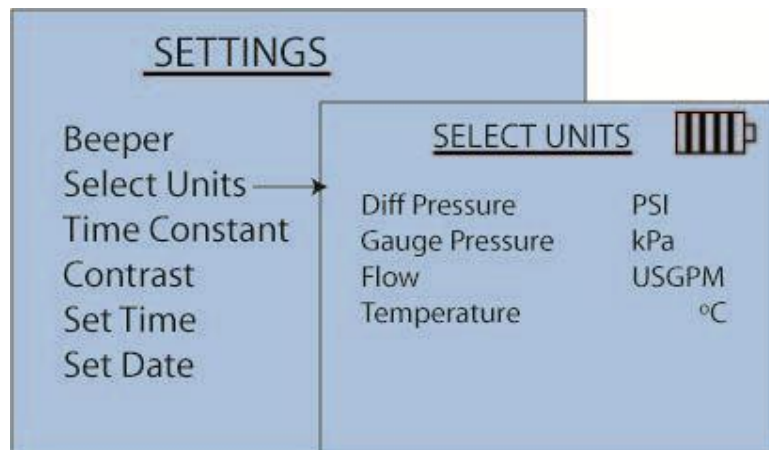 SETTINGS
Beeper
Select Units
Time Constant
Contrast
Set Time
Set Date
SELECT UNITS
Diff Pressure PSI
Gauge Pressure kPa
Flow USGPM
Temperature ºC